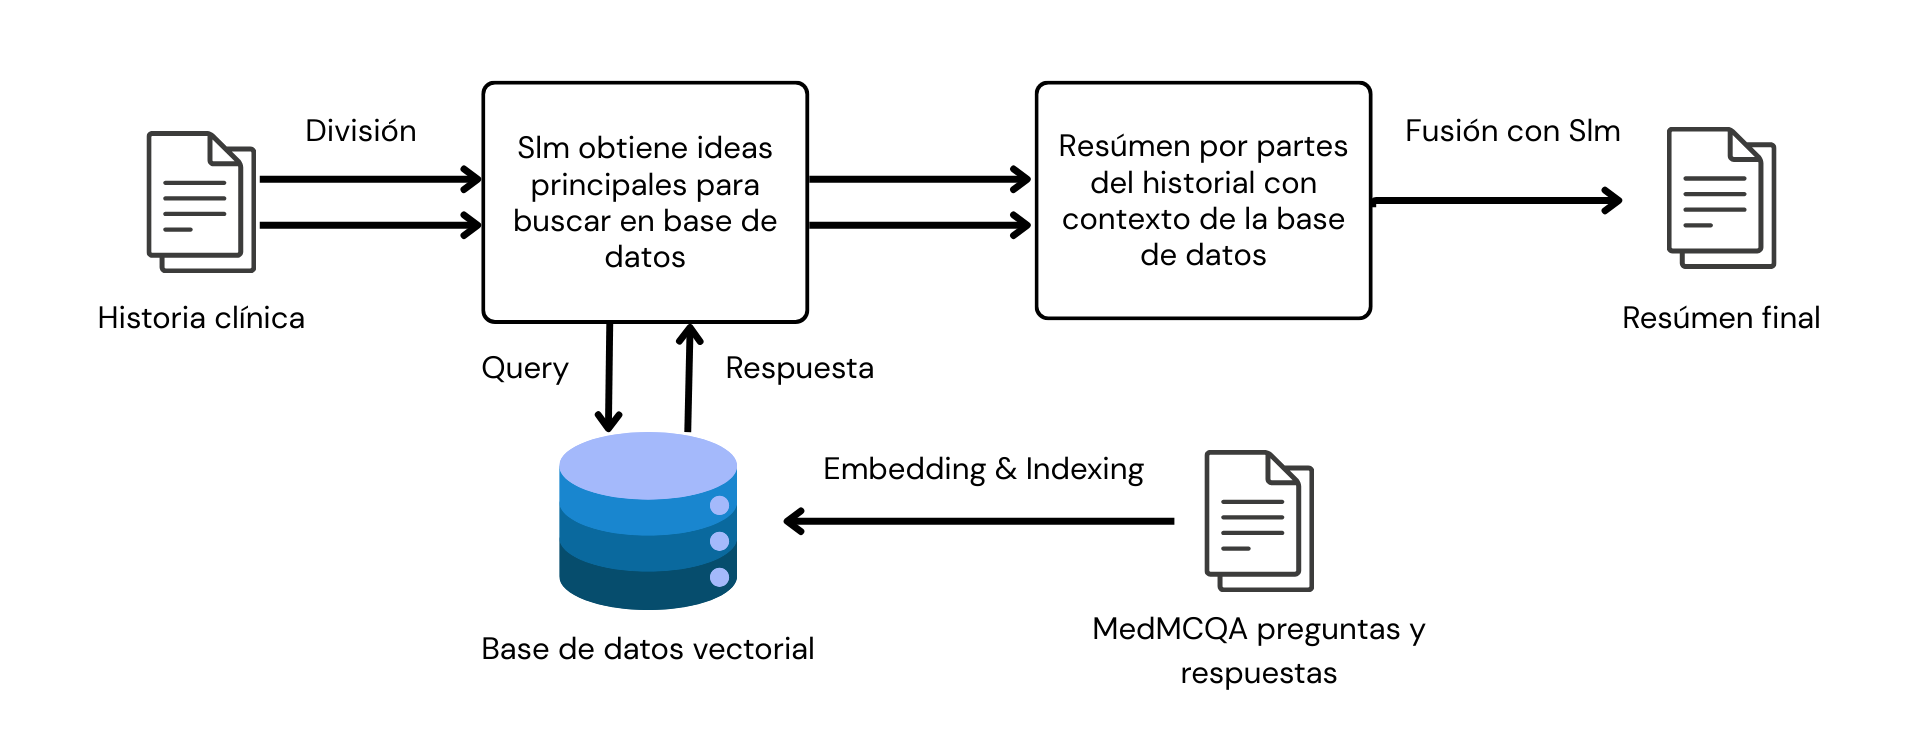 División
Slm obtiene ideas
principales para
buscar en base de
datos
Resúmen por partes
del historial con
contexto de la base
de datos
Fusión con Slm
Historia clínica
Resúmen final
Query
Respuesta
Embedding & Indexing
Base de datos vectorial
MedMCQA preguntas y
respuestas